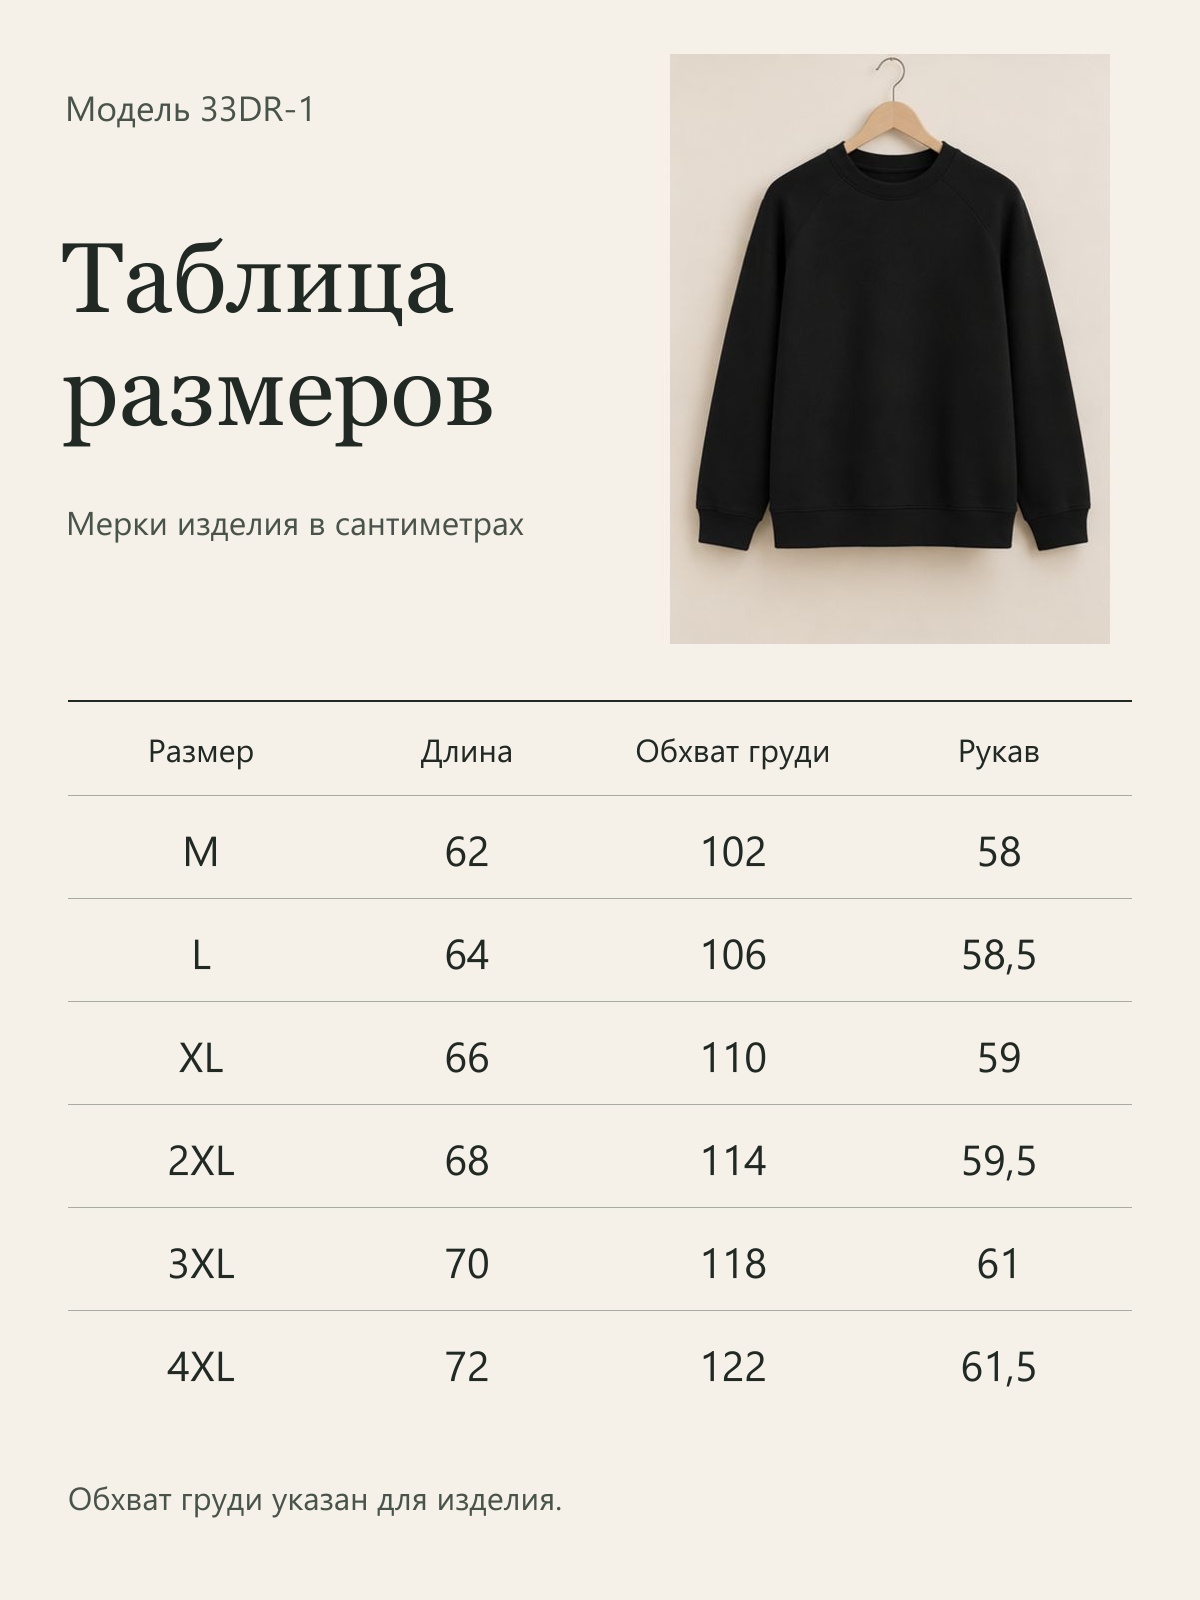 Модель 33DR-1
Таблица
размеров
Мерки изделия в сантиметрах
Размер Длина Обхват груди Рукав
M 62 102 58
L 64 106 58,5
XL 66 110 59
2XL 68 114 59,5
3XL 70 118 61
4XL 72 122 61,5
Обхват груди указан для изделия.